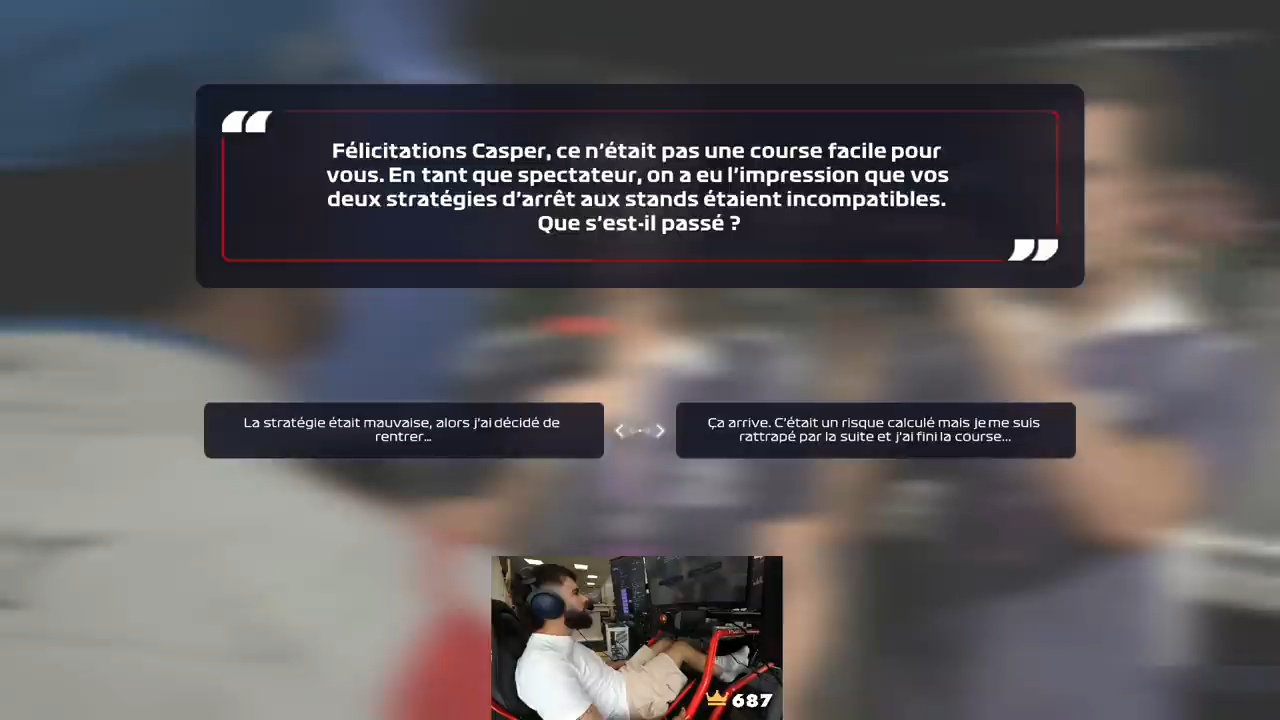 Félicitations Casper, ce n'était pas une course facile pour
vous. En tant que spectateur, on a eu l'impression que vos
deux stratégies d'arrêt aux stands étaient incompatibles.
Que s'est-il passé ?
La stratégie était mauvaise, alors j'ai décidé de
rentrer...
Ça arrive. C'était un risque calculé mais je me suis
rattrapé par la suite et j'ai fini la course...
687